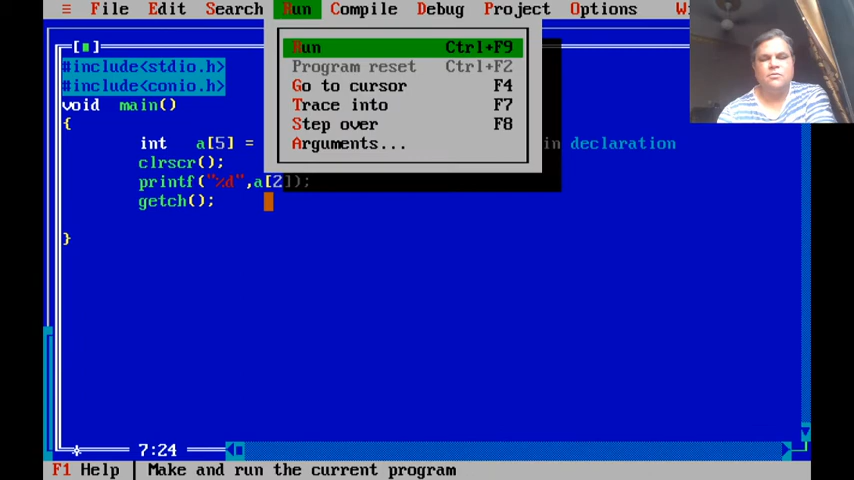 ≡ File Edit Search Run Compile Debug Project Options
[■]
Run Ctrl+F9
Program reset Ctrl+F2
Go to cursor F4
Trace into F7
Step over F8
Arguments...
#include<stdio.h>
#include<conio.h>
void main()
{
int a[5] = in declaration
clrscr();
printf("%d",a[2]);
getch();
}
* 7:24
F1 Help | Make and run the current program